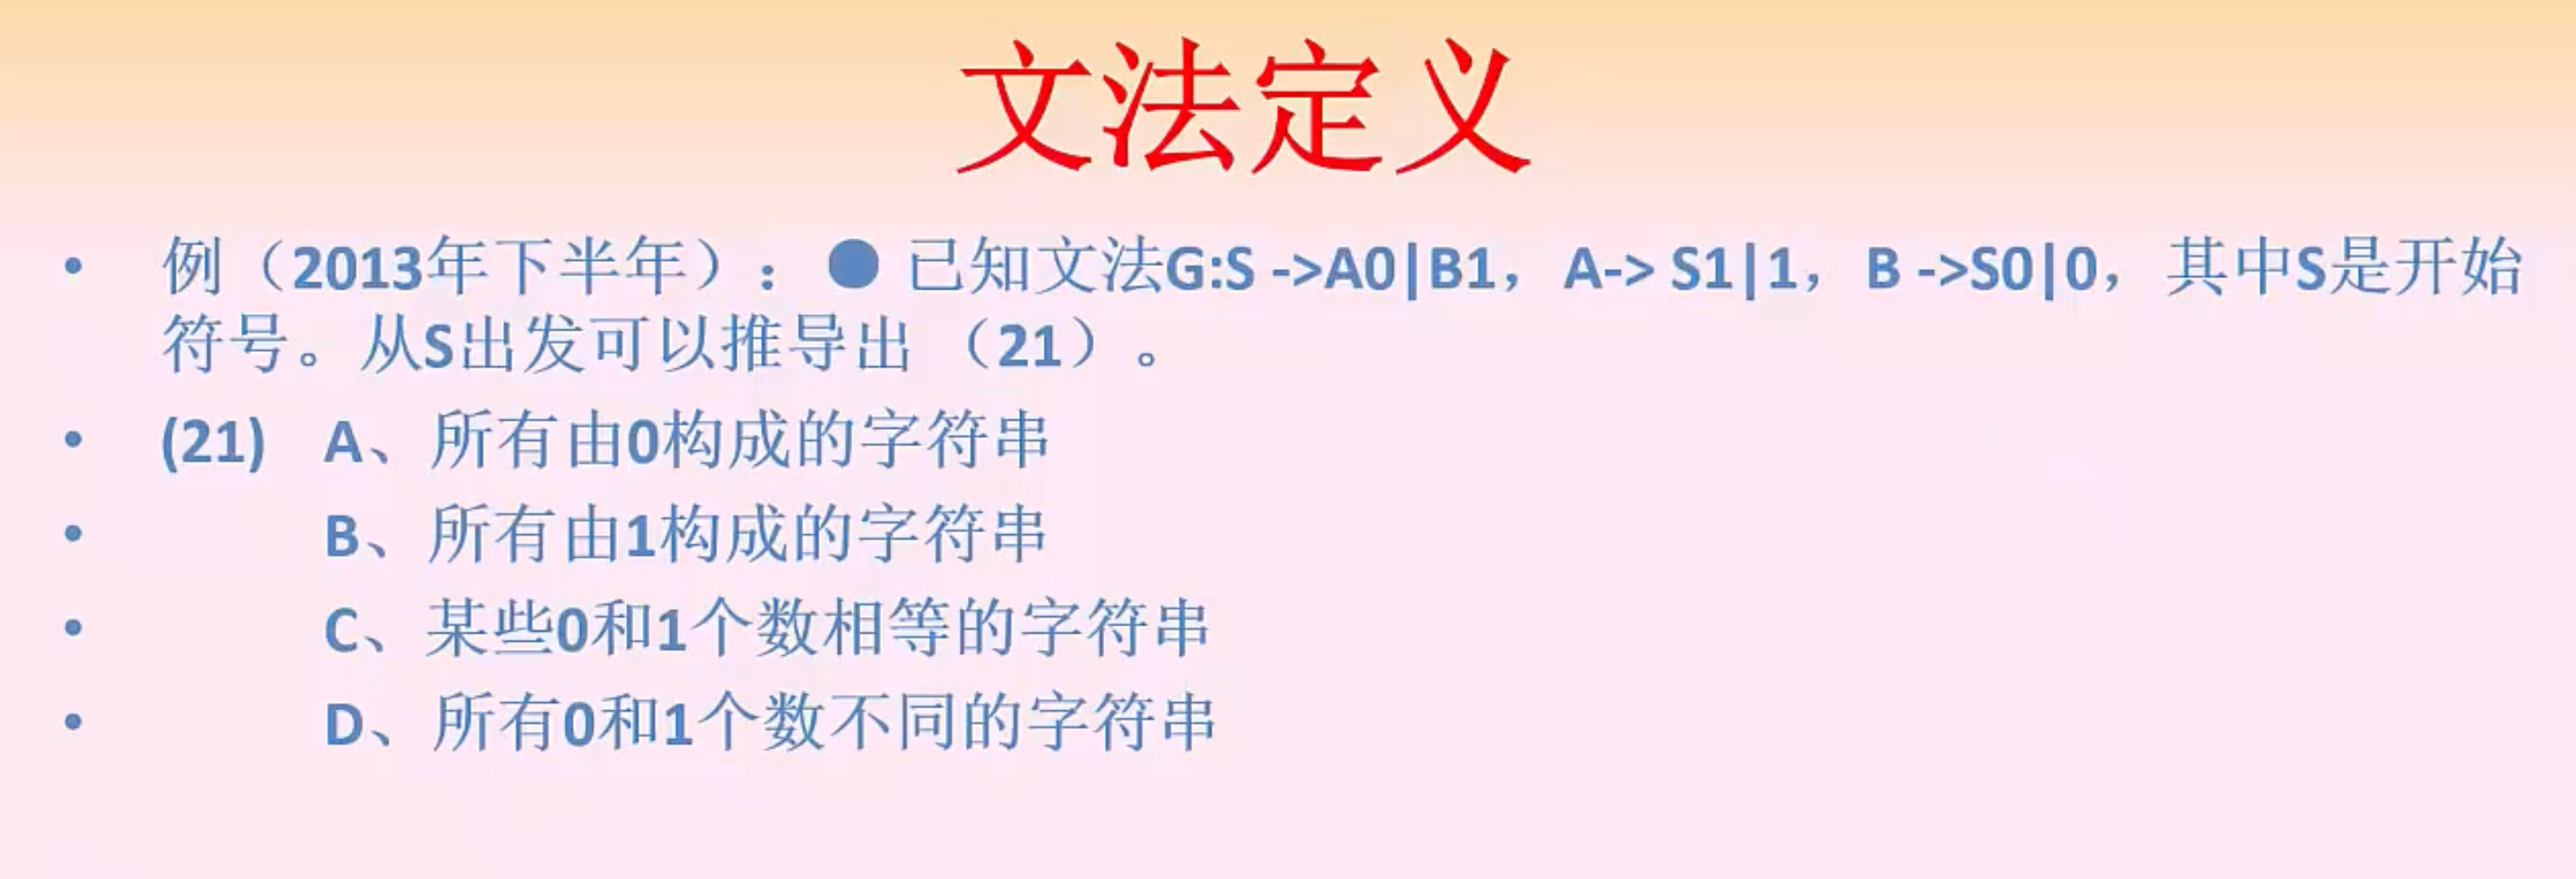 文法定义
• 例（2013年下半年）：● 已知文法G:S ->A0|B1，A-> S1|1，B ->S0|0，其中S是开始
符号。从S出发可以推导出 （21）。
• (21) A、所有由0构成的字符串
• B、所有由1构成的字符串
• C、某些0和1个数相等的字符串
• D、所有0和1个数不同的字符串